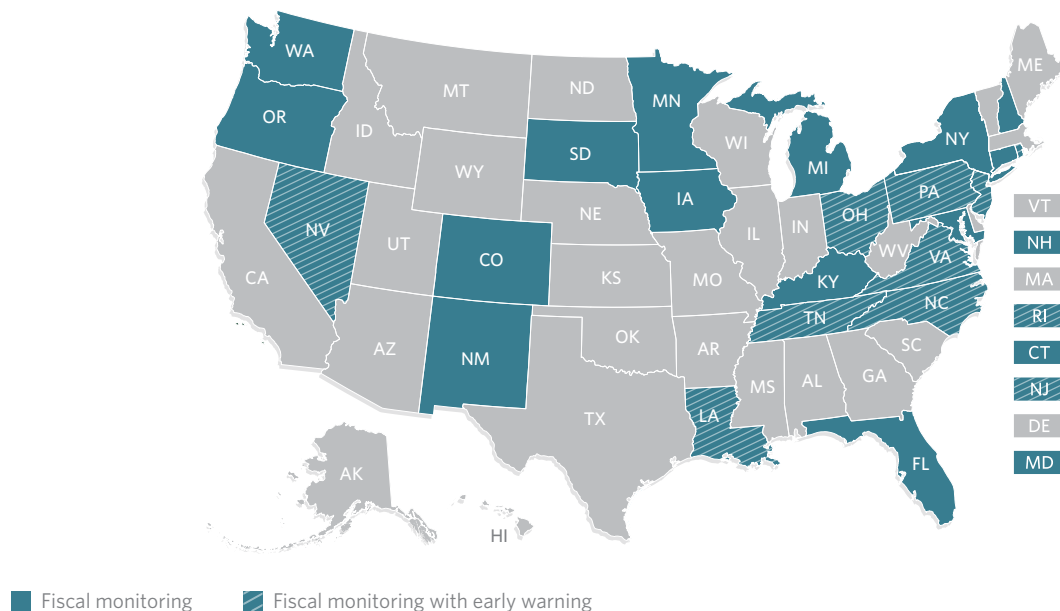 WA
OR
MT
ID
WY
NV
UT
CA
AZ
CO
NM
ND
SD
NE
KS
OK
TX
MN
IA
MO
AR
LA
WI
IL
MI
IN
OH
KY
TN
MS
AL
GA
FL
SC
NC
VA
WV
PA
NY
ME
AK
HI
VT
NH
MA
RI
CT
NJ
DE
MD
Fiscal monitoring
Fiscal monitoring with early warning